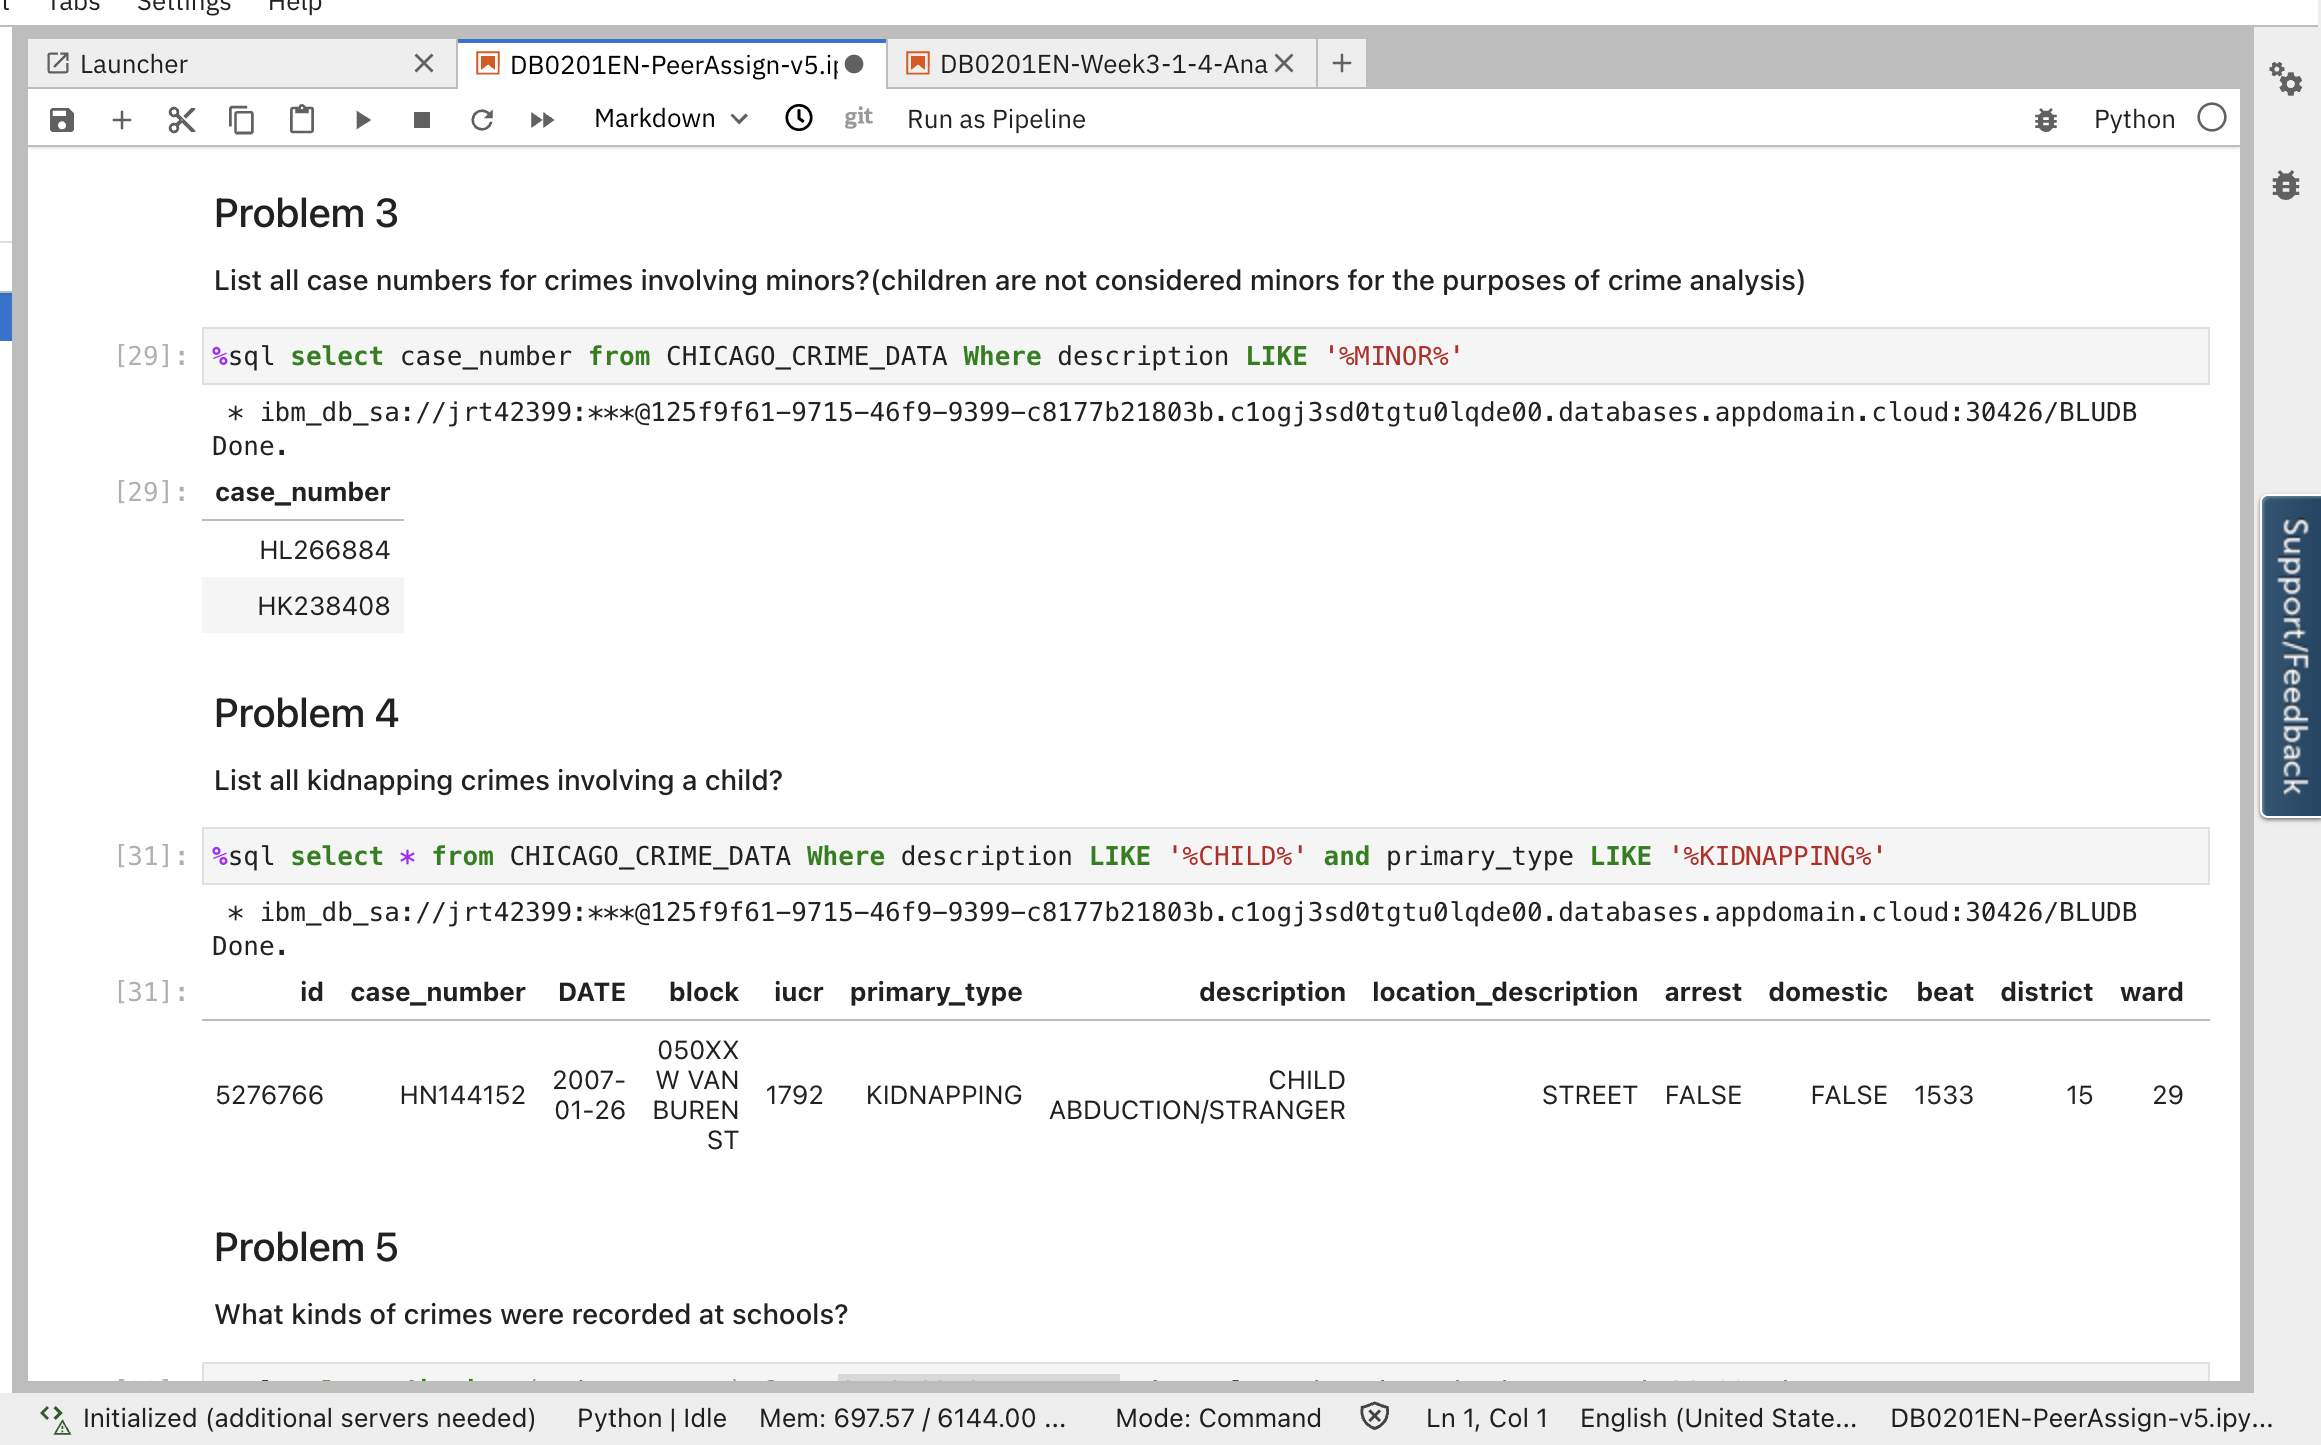 Tabs Settings Help
Launcher
DB0201EN-PeerAssign-v5.ip
DB0201EN-Week3-1-4-Ana
Markdown git Run as Pipeline Python
Problem 3
List all case numbers for crimes involving minors?(children are not considered minors for the purposes of crime analysis)
[29]: %sql select case_number from CHICAGO_CRIME_DATA Where description LIKE '%MINOR%'
* ibm_db_sa://jrt42399:***@125f9f61-9715-46f9-9399-c8177b21803b.c1ogj3sd0tgtu0lqde00.databases.appdomain.cloud:30426/BLUDB
Done.
[29]: case_number
HL266884
HK238408
Problem 4
List all kidnapping crimes involving a child?
[31]: %sql select * from CHICAGO_CRIME_DATA Where description LIKE '%CHILD%' and primary_type LIKE '%KIDNAPPING%'
* ibm_db_sa://jrt42399:***@125f9f61-9715-46f9-9399-c8177b21803b.c1ogj3sd0tgtu0lqde00.databases.appdomain.cloud:30426/BLUDB
Done.
[31]: id case_number DATE block iucr primary_type description location_description arrest domestic beat district ward
5276766 HN144152 2007-01-26 050XX W VAN BUREN ST 1792 KIDNAPPING CHILD ABDUCTION/STRANGER STREET FALSE FALSE 1533 15 29
Problem 5
What kinds of crimes were recorded at schools?
Support/Feedback
Initialized (additional servers needed) Python | Idle Mem: 697.57 / 6144.00 ... Mode: Command Ln 1, Col 1 English (United State... DB0201EN-PeerAssign-v5.ipy...